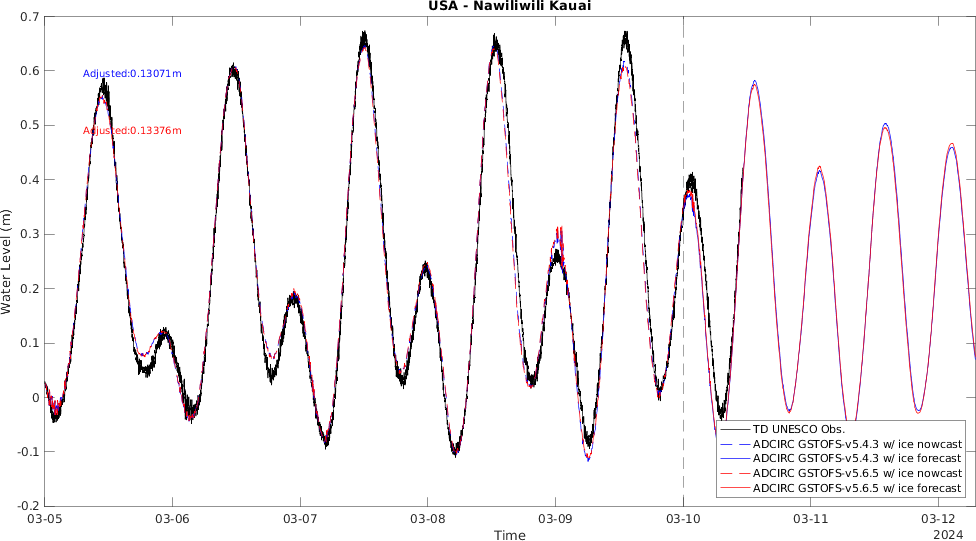 USA - Nawiliwili Kauai
0.7
0.6
0.5
0.4
0.3
0.2
0.1
0
-0.1
-0.2
Water Level (m)
Adjusted:0.13071m
Adjusted:0.13376m
TD UNESCO Obs.
ADCIRC GSTOFS-v5.4.3 w/ ice nowcast
ADCIRC GSTOFS-v5.4.3 w/ ice forecast
ADCIRC GSTOFS-v5.6.5 w/ ice nowcast
ADCIRC GSTOFS-v5.6.5 w/ ice forecast
03-05 03-06 03-07 03-08 03-09 03-10 03-11 03-12
Time
2024